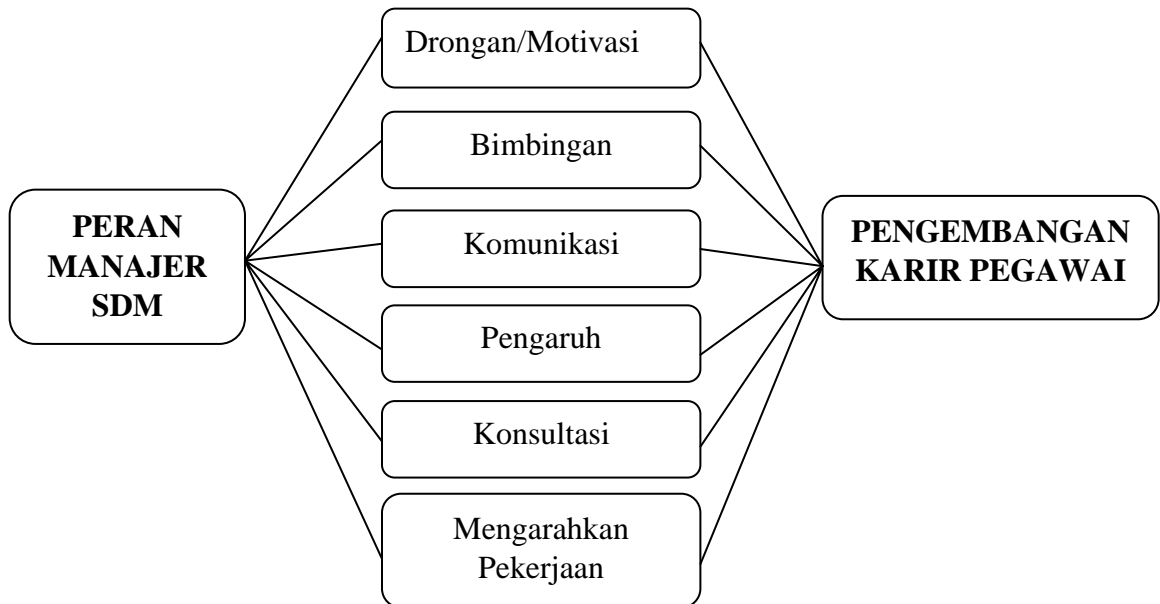 Drongan/Motivasi
Bimbingan
PERAN
MANAJER
SDM
Komunikasi
PENGEMBANGAN
KARIR PEGAWAI
Pengaruh
Konsultasi
Mengarahkan
Pekerjaan